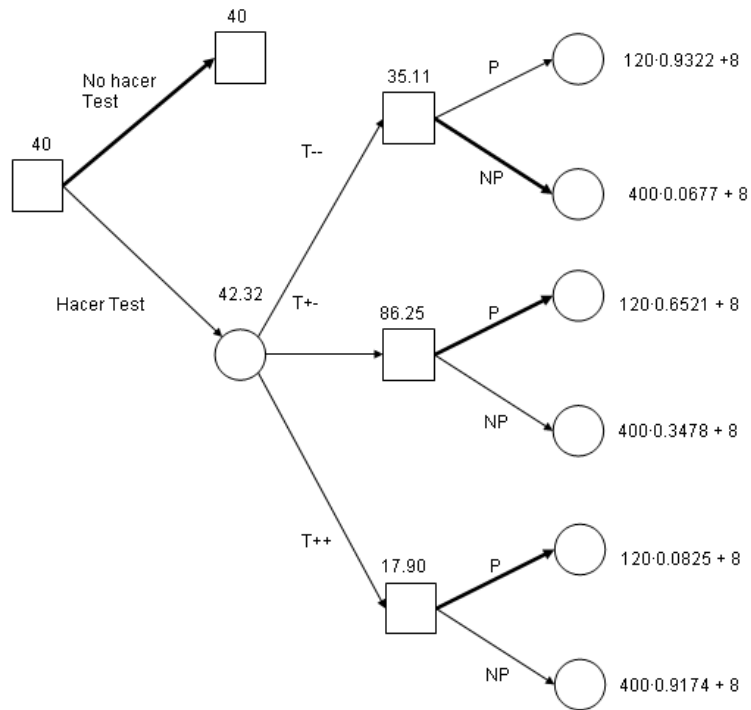 40
40
No hacer
Test
Hacer Test
42.32
T--
T+-
T++
35.11
P
NP
120·0.9322 +8
400·0.0677 + 8
86.25
P
NP
120·0.6521 + 8
400·0.3478 + 8
17.90
P
NP
120·0.0825 + 8
400·0.9174 + 8